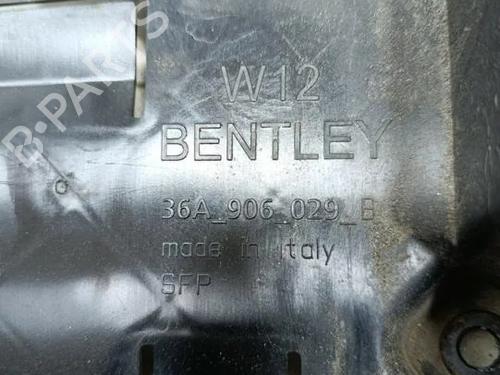 B-PARTS
W12
BENTLEY
36A_906_029_B
made in Italy
SFP